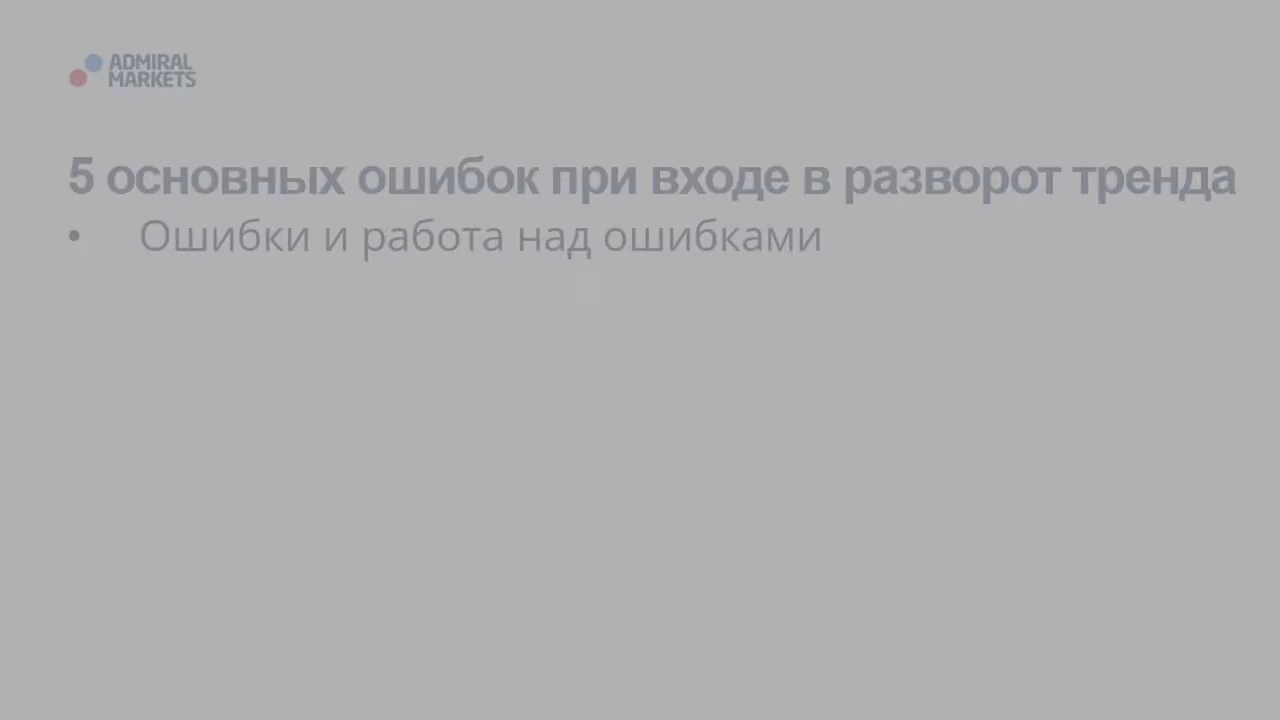 ADMIRAL
MARKETS
5 основных ошибок при входе в разворот тренда
• Ошибки и работа над ошибками